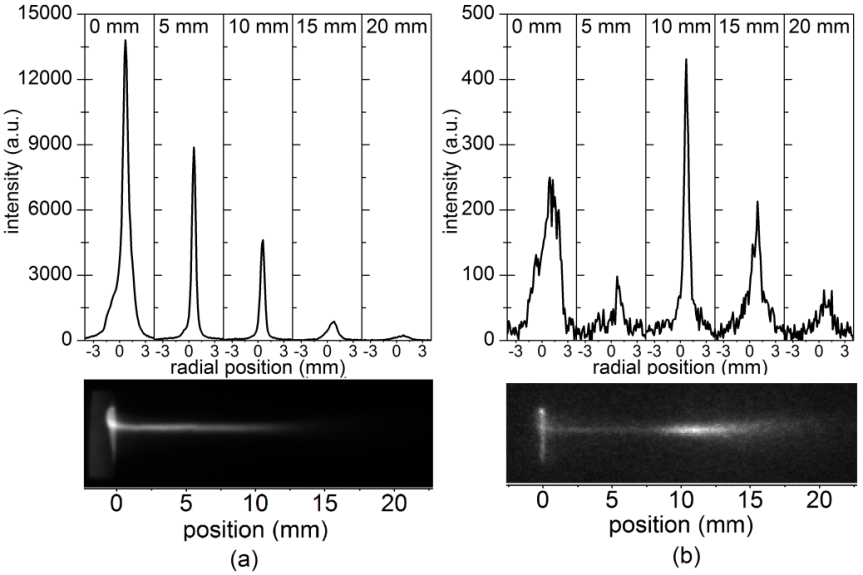 15000
12000
9000
6000
3000
0
intensity (a.u.)
0 mm 5 mm 10 mm 15 mm 20 mm
-3 0 3 -3 0 3 -3 0 3 -3 0 3 -3 0 3
radial position (mm)
0 5 10 15 20
position (mm)
(a)
500
400
300
200
100
0
intensity (a.u.)
0 mm 5 mm 10 mm 15 mm 20 mm
-3 0 3 -3 0 3 -3 0 3 -3 0 3 -3 0 3
radial position (mm)
0 5 10 15 20
position (mm)
(b)